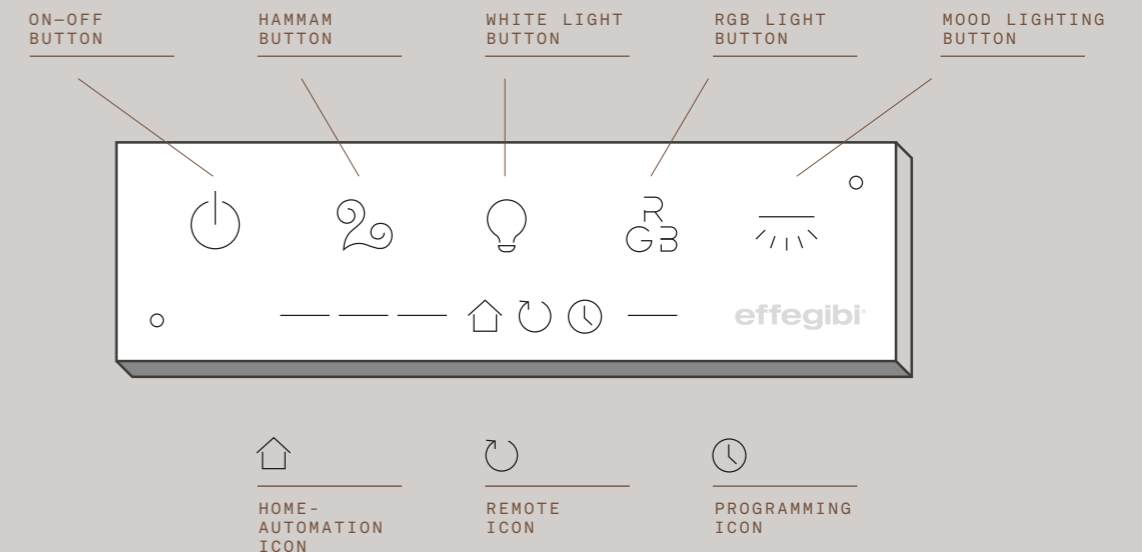 ON–OFF
BUTTON
HAMMAM
BUTTON
WHITE LIGHT
BUTTON
RGB LIGHT
BUTTON
MOOD LIGHTING
BUTTON
R
GB
effegibi
HOME-
AUTOMATION
ICON
REMOTE
ICON
PROGRAMMING
ICON